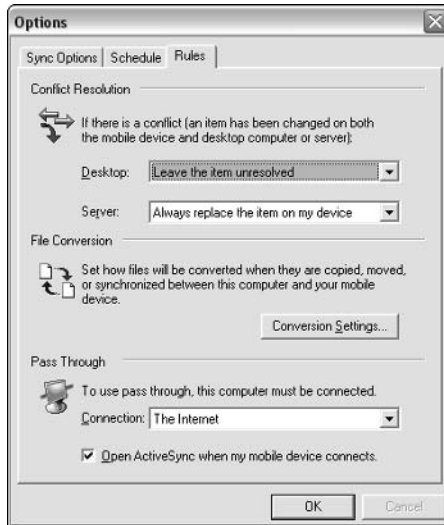 Options
Sync Options
Schedule
Rules
Conflict Resolution
If there is a conflict (an item has been changed on both
the mobile device and desktop computer or server):
Desktop: Leave the item unresolved
Server: Always replace the item on my device
File Conversion
Set how files will be converted when they are copied, moved,
or synchronized between this computer and your mobile
device.
Conversion Settings...
Pass Through
To use pass through, this computer must be connected.
Connection: The Internet
Open ActiveSync when my mobile device connects.
OK
Cancel